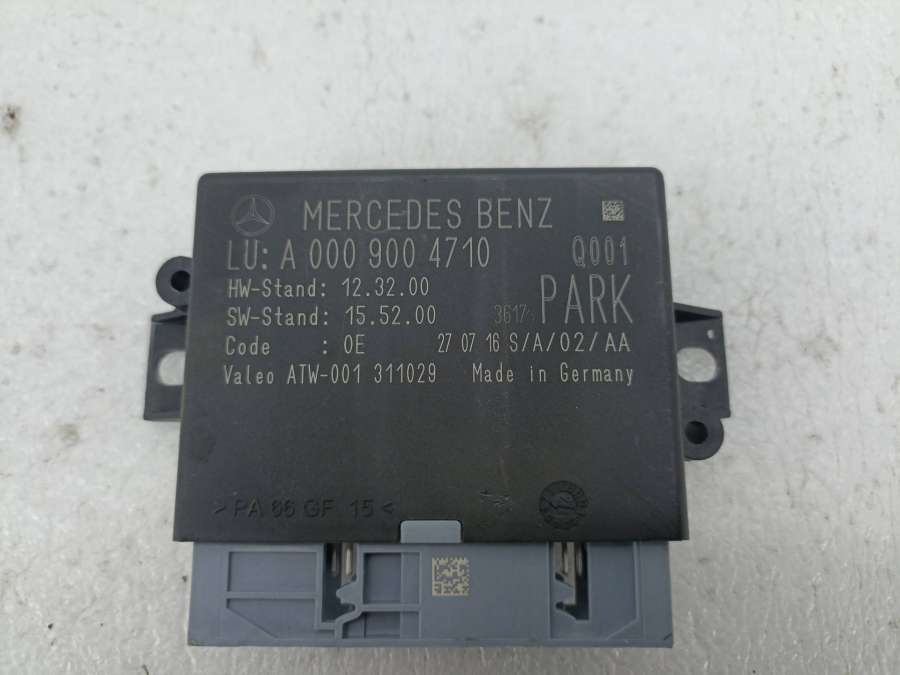 MERCEDES BENZ
LU: A 000 900 4710 Q001
HW-Stand: 12.32.00
SW-Stand: 15.52.00 3617 PARK
Code : 0E 27 07 16 S/A/02/AA
Valeo ATW-001 311029 Made in Germany
>PA 66 GF 15<